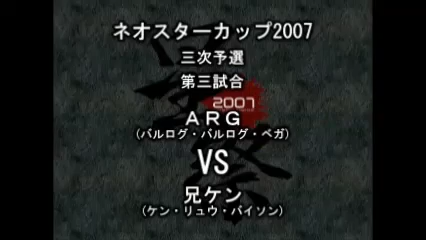 ネオスターカップ2007
三次予選
第三試合
2007
ＡＲＧ
(バルログ・バルログ・ベガ)
VS
兄ケン
(ケン・リュウ・バイソン)